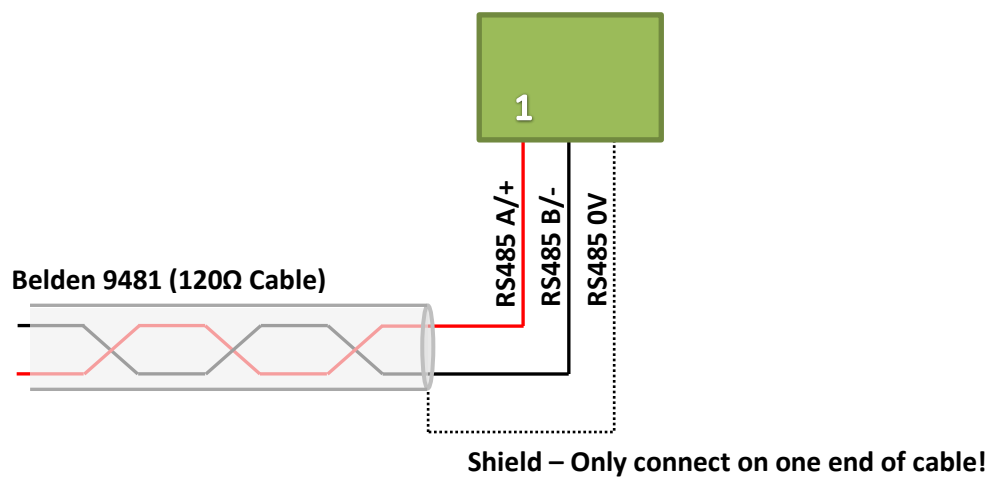 1
RS485 A/+
RS485 B/-
RS485 0V
Belden 9481 (120Ω Cable)
Shield – Only connect on one end of cable!